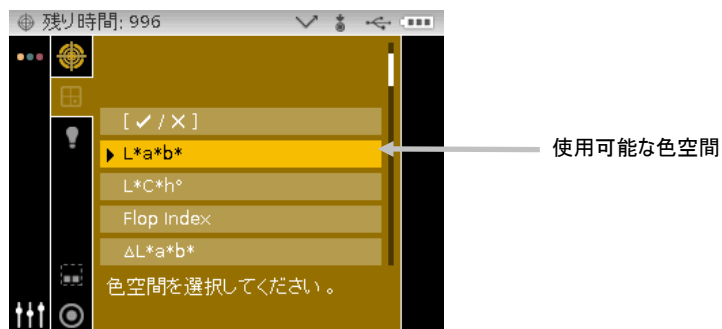 残り時間: 996
[ ✓ / ✕ ]
L*a*b*
使用可能な色空間
L*C*h°
Flop Index
ΔL*a*b*
色空間を選択してください。